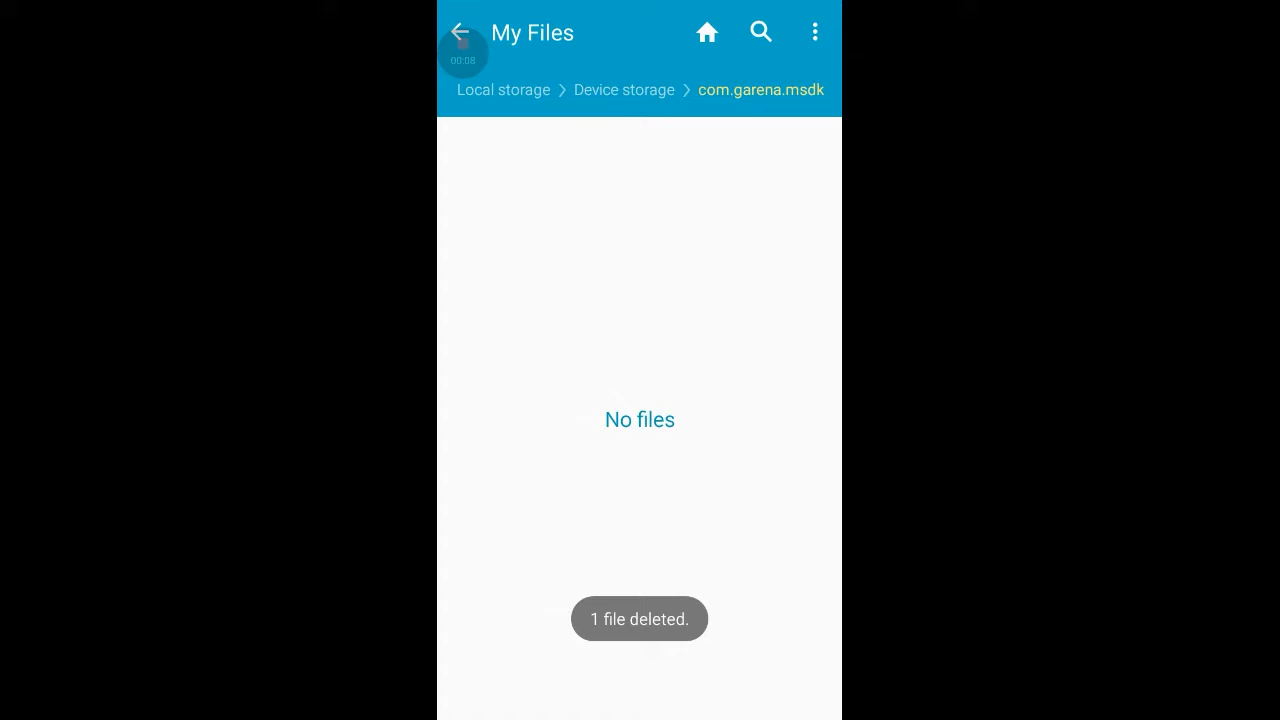 My Files
00:08
Local storage > Device storage > com.garena.msdk
No files
1 file deleted.